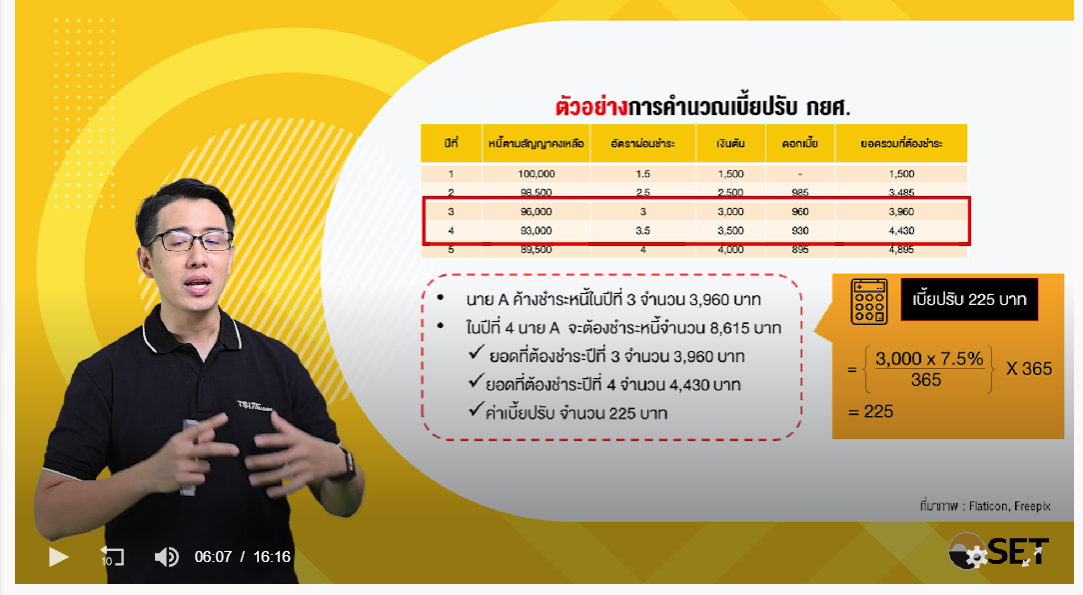 ตัวอย่างการคำนวณเบี้ยปรับ กยศ.
ปีที่ หนี้ตามสัญญาคงเหลือ อัตราผ่อนชำระ เงินต้น ดอกเบี้ย ยอดรวมที่ต้องชำระ
1 100,000 1.5 1,500 - 1,500
2 98,500 2.5 2,500 985 3,485
3 96,000 3 3,000 960 3,960
4 93,000 3.5 3,500 930 4,430
5 89,500 4 4,000 895 4,895
• นาย A ค้างชำระหนี้ในปีที่ 3 จำนวน 3,960 บาท
• ในปีที่ 4 นาย A จะต้องชำระหนี้จำนวน 8,615 บาท
✓ ยอดที่ต้องชำระปีที่ 3 จำนวน 3,960 บาท
✓ ยอดที่ต้องชำระปีที่ 4 จำนวน 4,430 บาท
✓ ค่าเบี้ยปรับ จำนวน 225 บาท
เบี้ยปรับ 225 บาท
= { 3,000 x 7.5%
365 } X 365
= 225
ที่มาภาพ : Flaticon, Freepix
10 06:07 / 16:16
SET